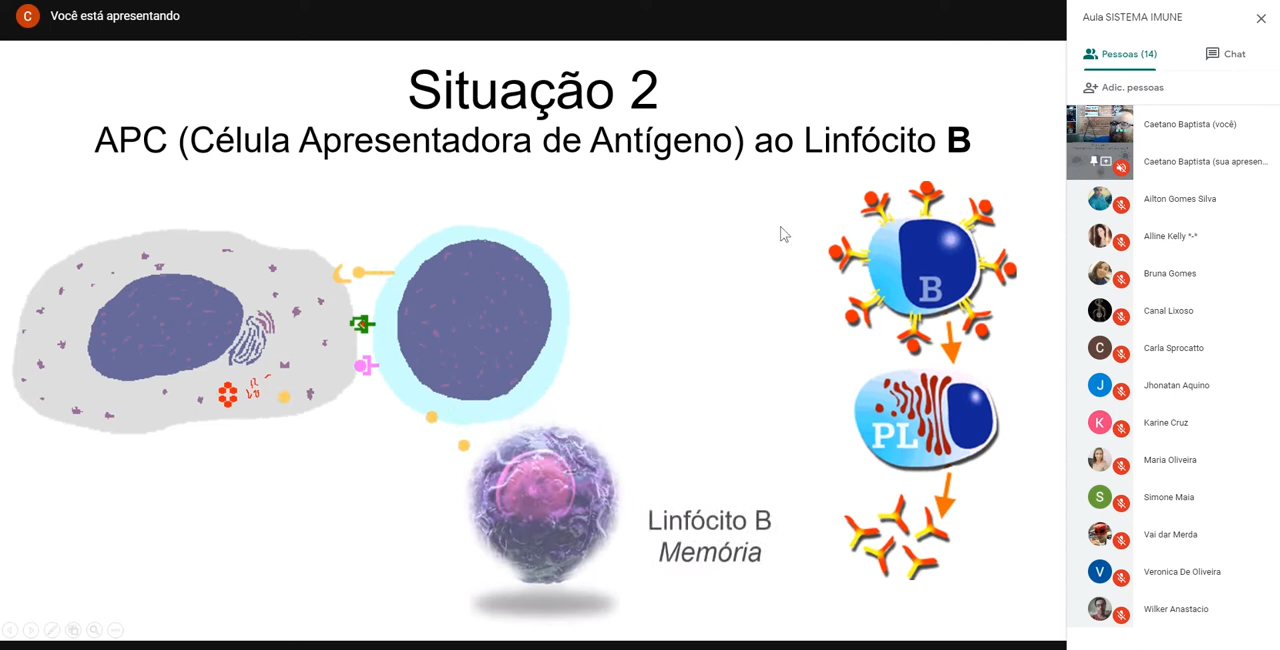 C
Você está apresentando
Situação 2
APC (Célula Apresentadora de Antígeno) ao Linfócito B
B
PL
Linfócito B
Memória
Aula SISTEMA IMUNE
Pessoas (14)
Chat
Adic. pessoas
Caetano Baptista (você)
Caetano Baptista (sua apresen...
Ailton Gomes Silva
Alline Kelly *-*
Bruna Gomes
Canal Lixoso
C
Carla Sprocatto
J
Jhonatan Aquino
K
Karine Cruz
Maria Oliveira
S
Simone Maia
Vai dar Merda
V
Veronica De Oliveira
Wilker Anastacio